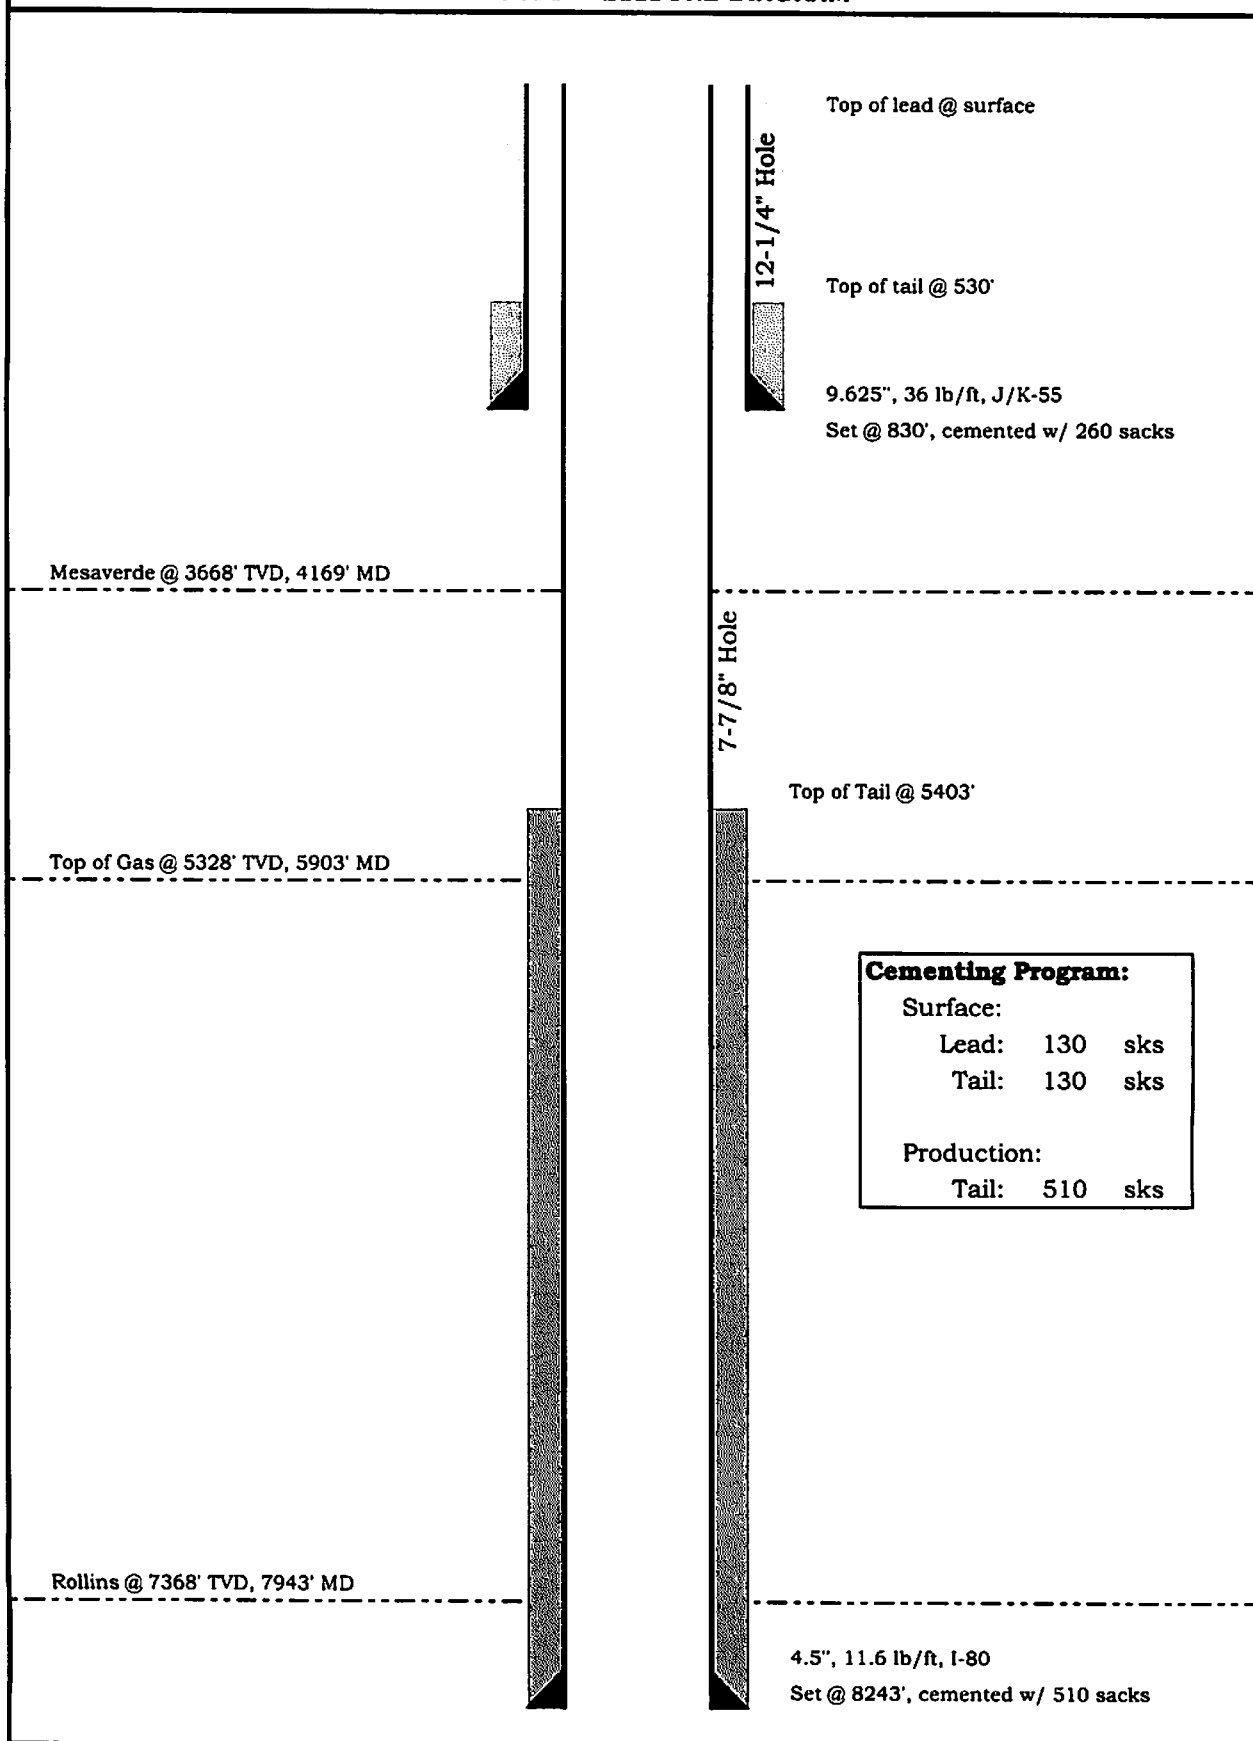 Top of lead @ surface
12-1/4" Hole
Top of tail @ 530'
9.625", 36 lb/ft, J/K-55
Set @ 830', cemented w/ 260 sacks
Mesaverde @ 3668' TVD, 4169' MD
7-7/8" Hole
Top of Tail @ 5403'
Top of Gas @ 5328' TVD, 5903' MD
Cementing Program:
Surface:
Lead: 130 sks
Tail: 130 sks
Production:
Tail: 510 sks
Rollins @ 7368' TVD, 7943' MD
4.5", 11.6 lb/ft, I-80
Set @ 8243', cemented w/ 510 sacks